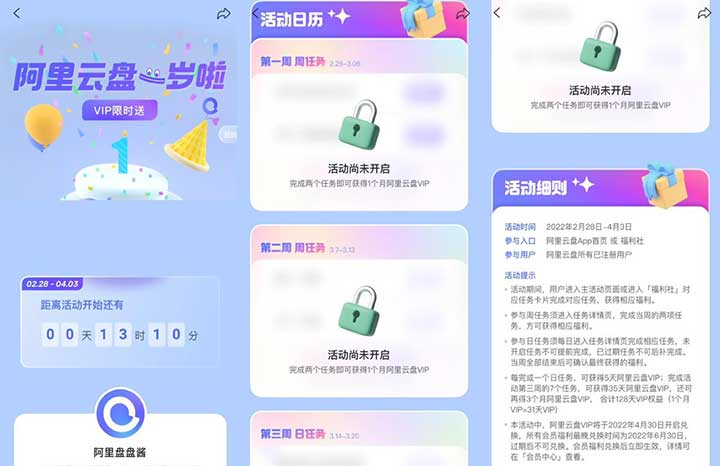 阿里云盘一岁啦
VIP限时送
1
02.28 - 04.03
距离活动开始还有
00天13时10分
阿里云盘盘酱
活动日历
第一周 周任务 2.28-3.06
活动尚未开启
完成两个任务即可获得1个月阿里云盘VIP
第二周 周任务 3.7-3.13
活动尚未开启
完成两个任务即可获得1个月阿里云盘VIP
第三周 日任务 3.14-3.20
活动尚未开启
完成两个任务即可获得1个月阿里云盘VIP
活动细则
活动时间 2022年2月28日-4月3日
参与入口 阿里云盘App首页 或 福利社
参与用户 阿里云盘所有已注册用户
活动提示
活动期间，用户进入主活动页面或进入「福利社」对
应任务卡片完成对应任务，获得相应福利。
参与周任务须进入任务详情页，完成当周的两项任
务，方可获得相应福利。
参与日任务须每日进入任务详情页完成相应任务，未
开启任务不可提前完成，已过期任务不可后补完成。
当周全部结束后可确认最终获得的福利。
每完成一个日任务，可获得5天阿里云盘VIP；完成活
动第三周的7个任务，可获得35天阿里云盘VIP，还可
再得3个月阿里云盘VIP， 合计128天VIP权益（1个月
VIP=31天VIP）
本活动中，阿里云盘VIP将于2022年4月30日开启兑
换。所有会员福利最晚兑换时间为2022年6月30日，
过期后不可兑换。会员福利兑换后立即生效，详情可
在「会员中心」查看。